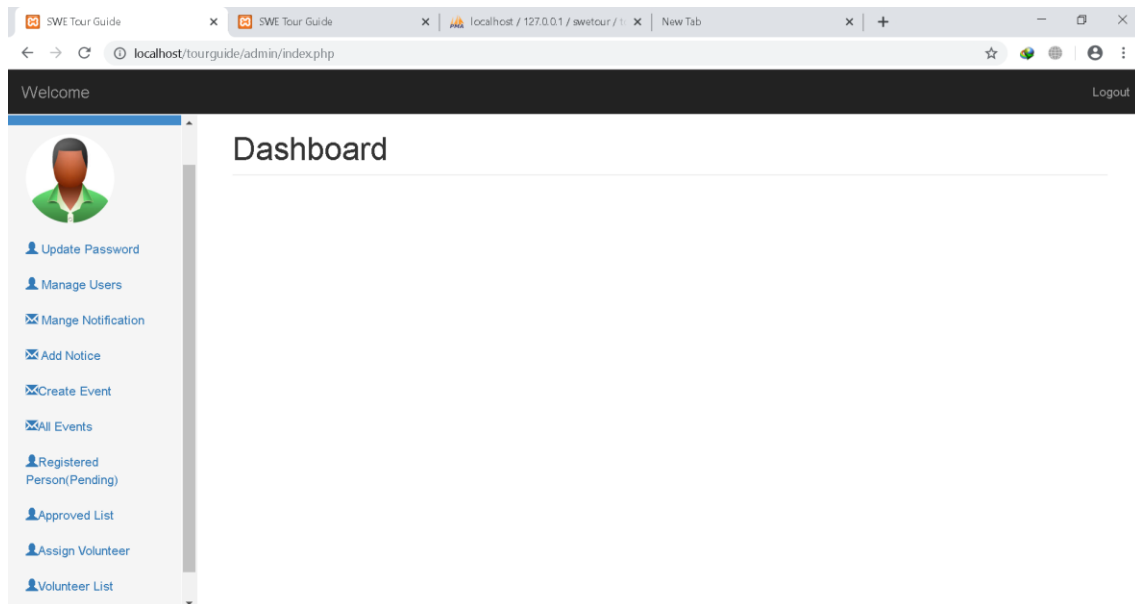 SWE Tour Guide
SWE Tour Guide
localhost / 127.0.0.1 / swetour / t
New Tab
localhost/tourguide/admin/index.php
Welcome
Logout
Dashboard
Update Password
Manage Users
Mange Notification
Add Notice
Create Event
All Events
Registered
Person(Pending)
Approved List
Assign Volunteer
Volunteer List